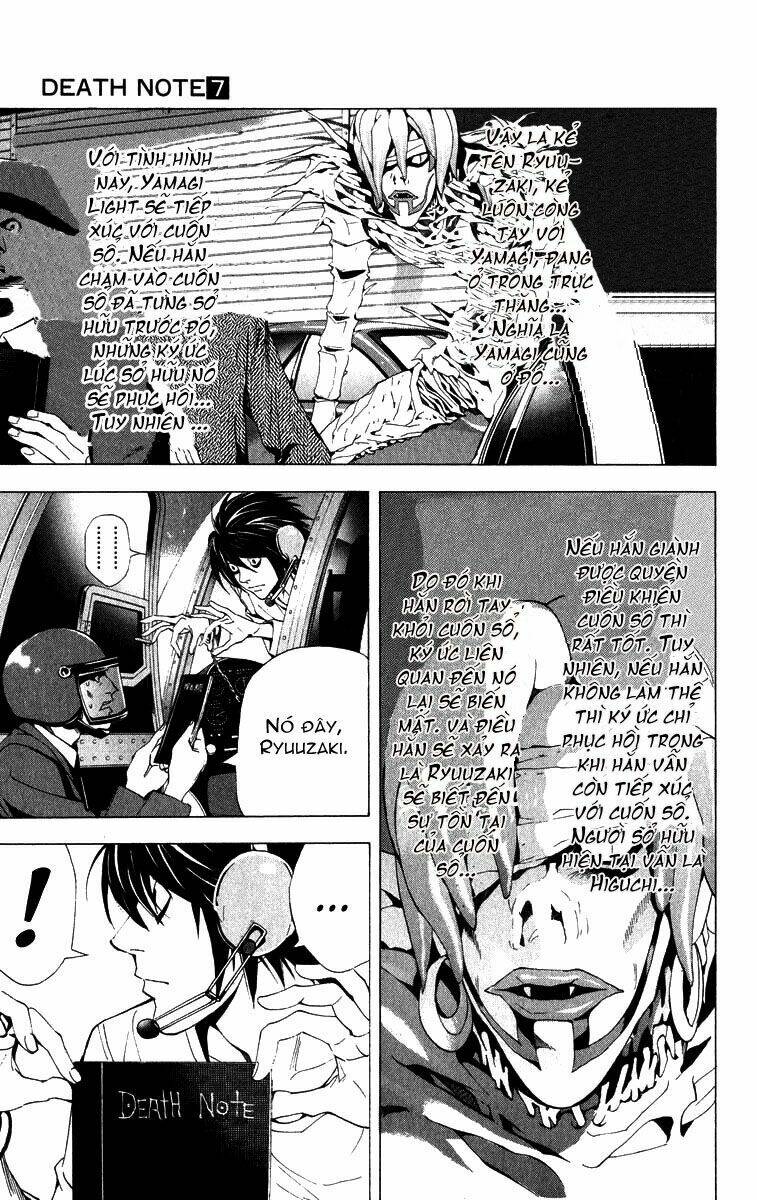 DEATH NOTE 7
VẬY LÀ KẺ
TÊN RYUU-
ZAKI, KẺ
LUÔN CÒNG
TAY VỚI
YAMAGI, ĐANG
Ở TRONG TRỰC
THĂNG...
NGHĨA LÀ
YAMAGI CŨNG
Ở ĐÓ...
VỚI TÌNH HÌNH
NÀY, YAMAGI
LIGHT SẼ TIẾP
XÚC VỚI CUỐN
SỔ. NẾU HẮN
CHẠM VÀO CUỐN
SỔ ĐÃ TỪNG SỞ
HỮU TRƯỚC ĐÓ,
NHỮNG KÝ ỨC
LÚC SỞ HỮU NÓ
SẼ PHỤC HỒI...
TUY NHIÊN ...
NẾU HẮN GIÀNH
ĐƯỢC QUYỀN
ĐIỀU KHIỂN
CUỐN SỔ THÌ
RẤT TỐT. TUY
NHIÊN, NẾU HẮN
KHÔNG LÀM THẾ
THÌ KÝ ỨC CHỈ
PHỤC HỒI TRONG
KHI HẮN VẪN
CÒN TIẾP XÚC
VỚI CUỐN SỔ.
NGƯỜI SỞ HỮU
HIỆN TẠI VẪN LÀ
HIGUCHI...
DO ĐÓ KHI
HẮN RỜI TAY
KHỎI CUỐN SỔ,
KÝ ỨC LIÊN
QUAN ĐẾN NÓ
LẠI SẼ BIẾN
MẤT. VÀ ĐIỀU
HẮN SẼ XẢY RA
LÀ RYUUZAKI
SẼ BIẾT ĐẾN
SỰ TỒN TẠI
CỦA CUỐN
SỔ...
......
NÓ ĐÂY,
RYUUZAKI.
...
!
DEATH NOTE